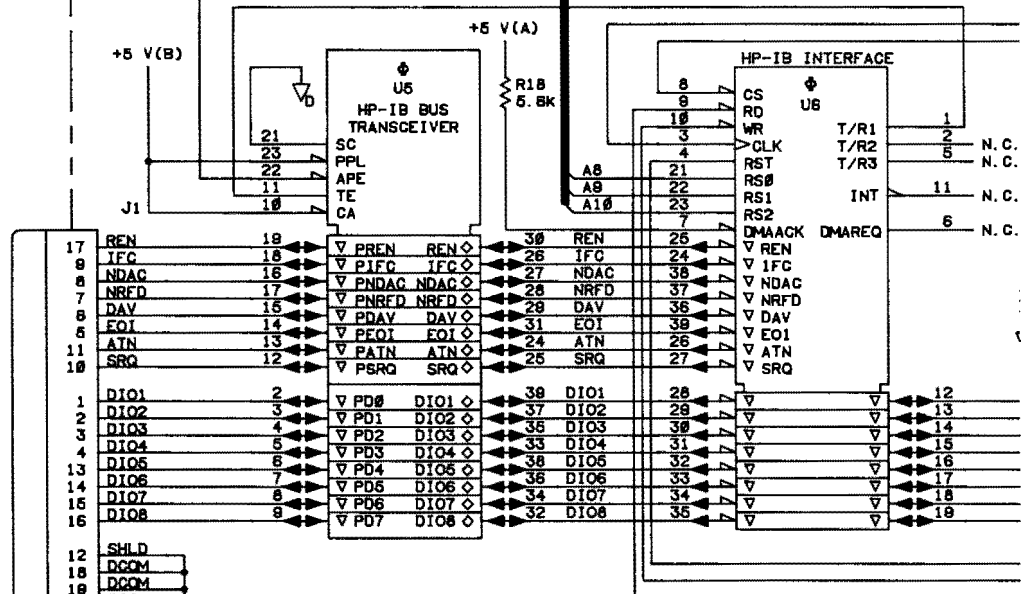 +5 V(A)
+5 V(B)
HP-IB INTERFACE
Φ
U5
HP-IB BUS
TRANSCEIVER
D
R18
5.6K
Φ
U6
21 SC
23 PPL
22 APE
11 TE
10 CA
8 CS
9 RD
10 WR
3 CLK
4 RST
A8 21 RS0
A9 22 RS1
A10 23 RS2
7 DMAACK
T/R1 1
T/R2 2 N.C.
T/R3 5 N.C.
INT 11 N.C.
DMAREQ 6 N.C.
J1
17 REN 19 PREN REN 30 REN 25 REN
9 IFC 18 PIFC IFC 26 IFC 24 IFC
8 NDAC 16 PNDAC NDAC 27 NDAC 38 NDAC
7 NRFD 17 PNRFD NRFD 28 NRFD 37 NRFD
6 DAV 15 PDAV DAV 29 DAV 36 DAV
5 EOI 14 PEOI EOI 31 EOI 39 EOI
11 ATN 13 PATN ATN 24 ATN 26 ATN
10 SRQ 12 PSRQ SRQ 25 SRQ 27 SRQ
1 DIO1 2 PD0 DIO1 39 DIO1 28 12
2 DIO2 3 PD1 DIO2 37 DIO2 29 13
3 DIO3 4 PD2 DIO3 35 DIO3 30 14
4 DIO4 5 PD3 DIO4 33 DIO4 31 15
13 DIO5 6 PD4 DIO5 38 DIO5 32 16
14 DIO6 7 PD5 DIO6 36 DIO6 33 17
15 DIO7 8 PD6 DIO7 34 DIO7 34 18
16 DIO8 9 PD7 DIO8 32 DIO8 35 19
12 SHLD
18 DCOM
19 DCOM